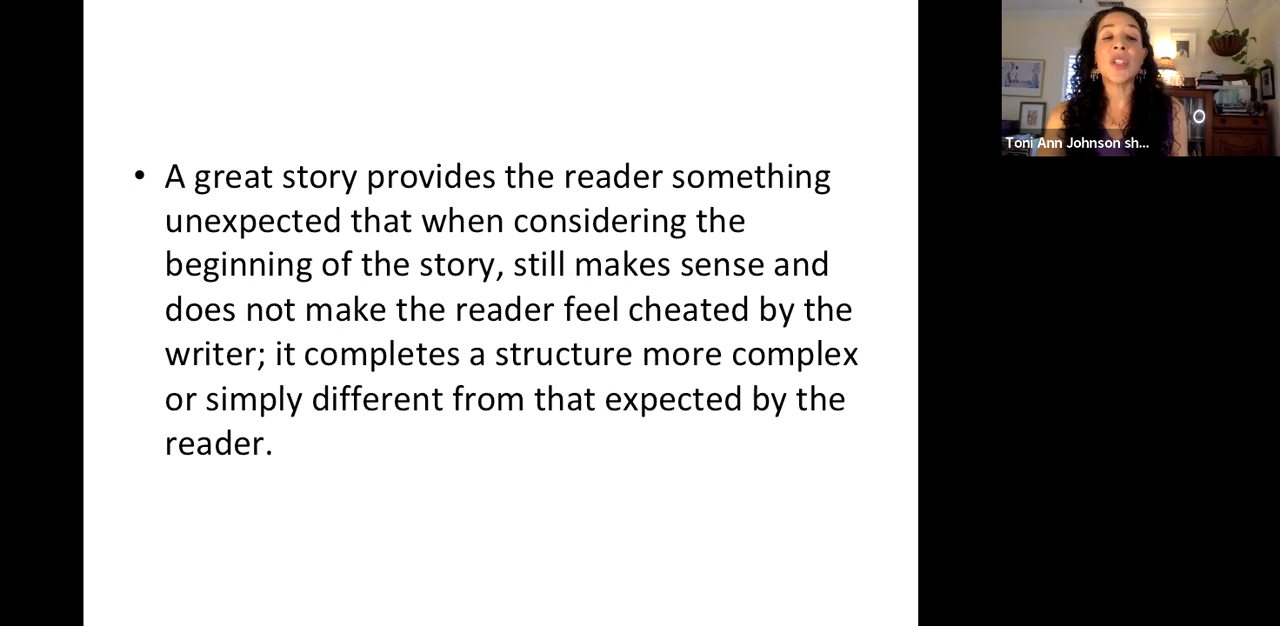 • A great story provides the reader something
unexpected that when considering the
beginning of the story, still makes sense and
does not make the reader feel cheated by the
writer; it completes a structure more complex
or simply different from that expected by the
reader.
Toni Ann Johnson sh...